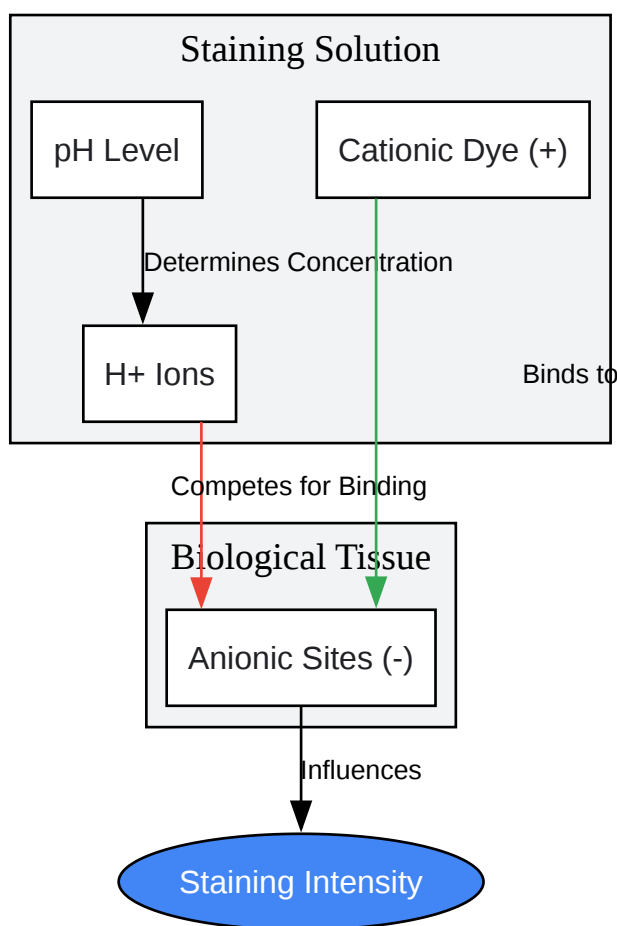 Staining Solution
pH Level
Cationic Dye (+)
Determines Concentration
H+ Ions
Binds to
Competes for Binding
Biological Tissue
Anionic Sites (-)
Influences
Staining Intensity